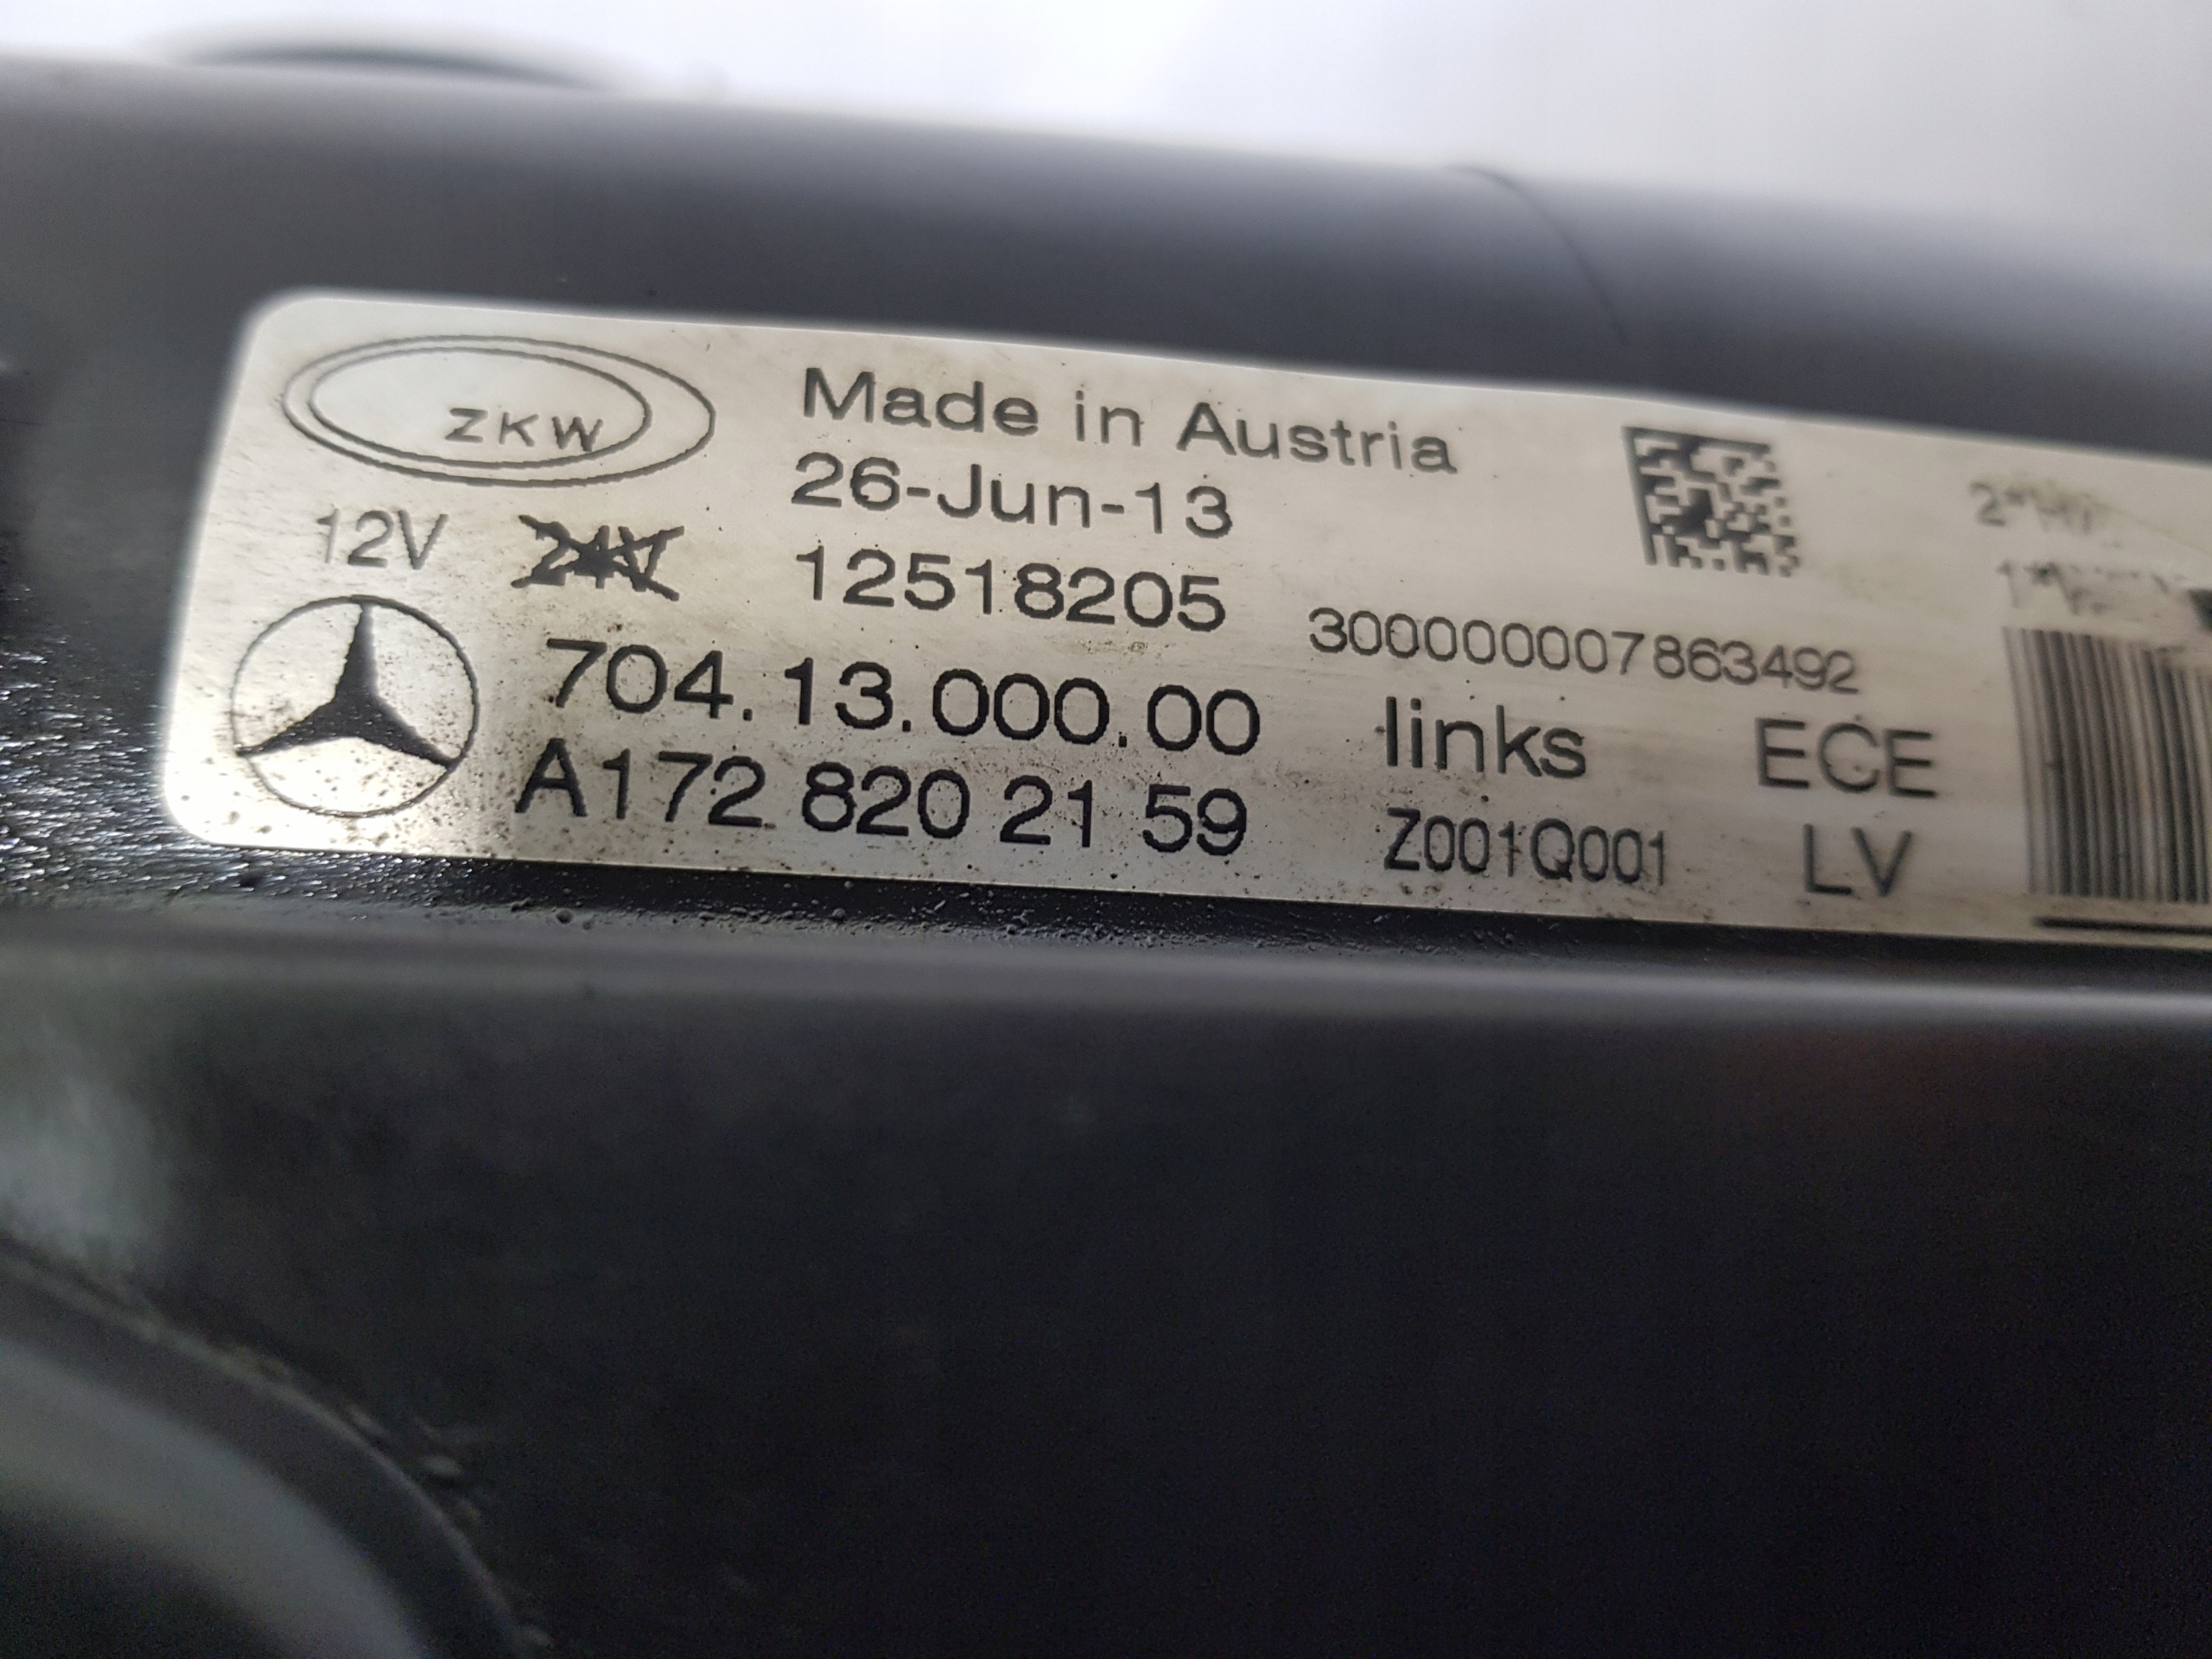 ZKW
Made in Austria
26-Jun-13
12V 24V 12518205
300000007863492
704.13.000.00 links ECE
A172 820 21 59 Z001Q001 LV